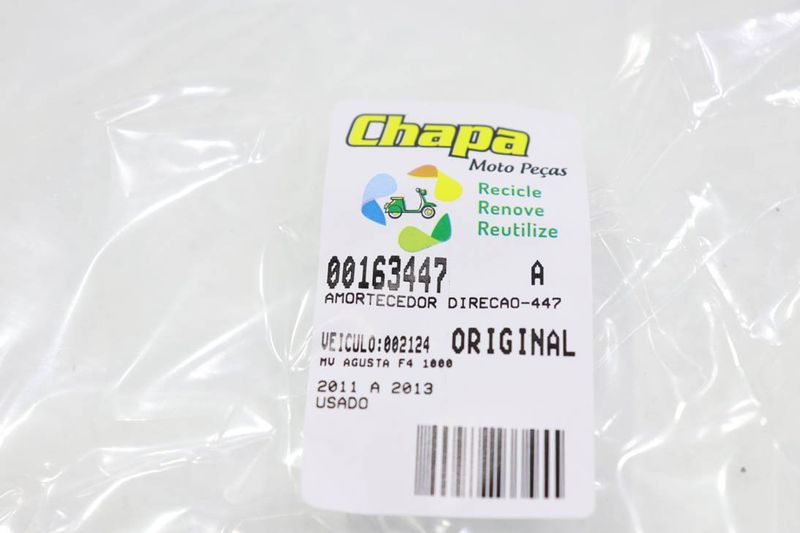 Chapa
Moto Peças
Recicle
Renove
Reutilize
00163447 A
AMORTECEDOR DIRECAO-447
VEICULO:002124 ORIGINAL
MV AGUSTA F4 1000
2011 A 2013
USADO